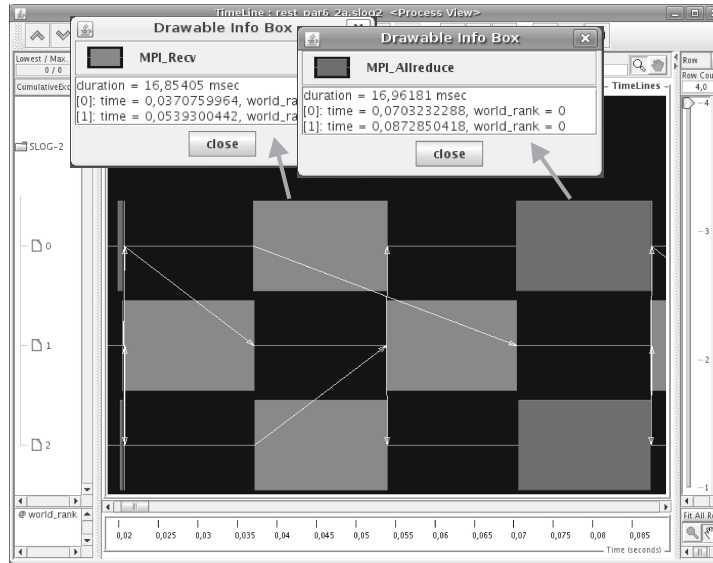 TimeLine : rest_par6_2a.slog2 <Process View>
Drawable Info Box
MPI_Recv
duration = 16,85405 msec
[0]: time = 0,0370759964, world_ra
[1]: time = 0,0539300442, world_ra
close
Drawable Info Box
MPI_Allreduce
duration = 16,96181 msec
[0]: time = 0,0703232288, world_rank = 0
[1]: time = 0,0872850418, world_rank = 0
close
Lowest / Max.
0 / 0
CumulativeExc
TimeLines
Row
Row Cou
4,0
SLOG-2
0
1
2
4
3
2
1
@ world_rank
Fit All R
0,02 0,025 0,03 0,035 0,04 0,045 0,05 0,055 0,06 0,065 0,07 0,075 0,08 0,085
Time (seconds)